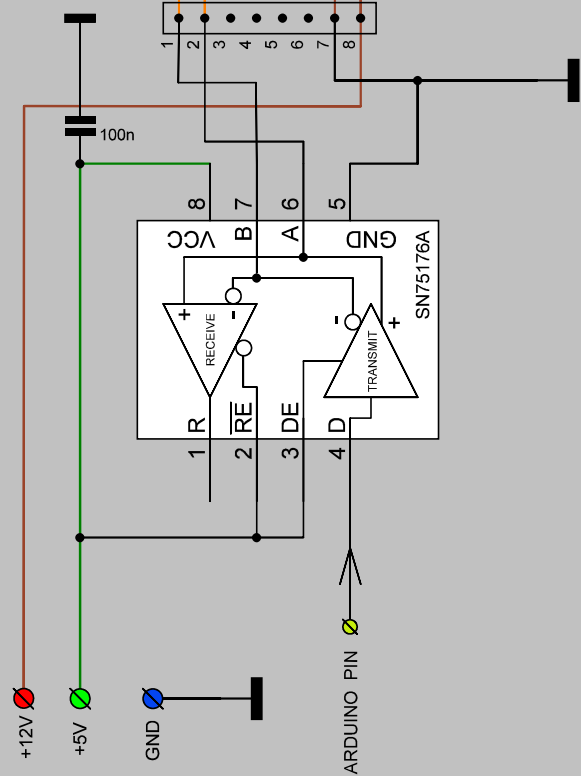 1 2 3 4 5 6 7 8
100n
8 7 6 5
VCC B A GND
SN75176A
+ - - +
RECEIVE
TRANSMIT
R RE DE D
1 2 3 4
+12V
+5V
GND
ARDUINO PIN